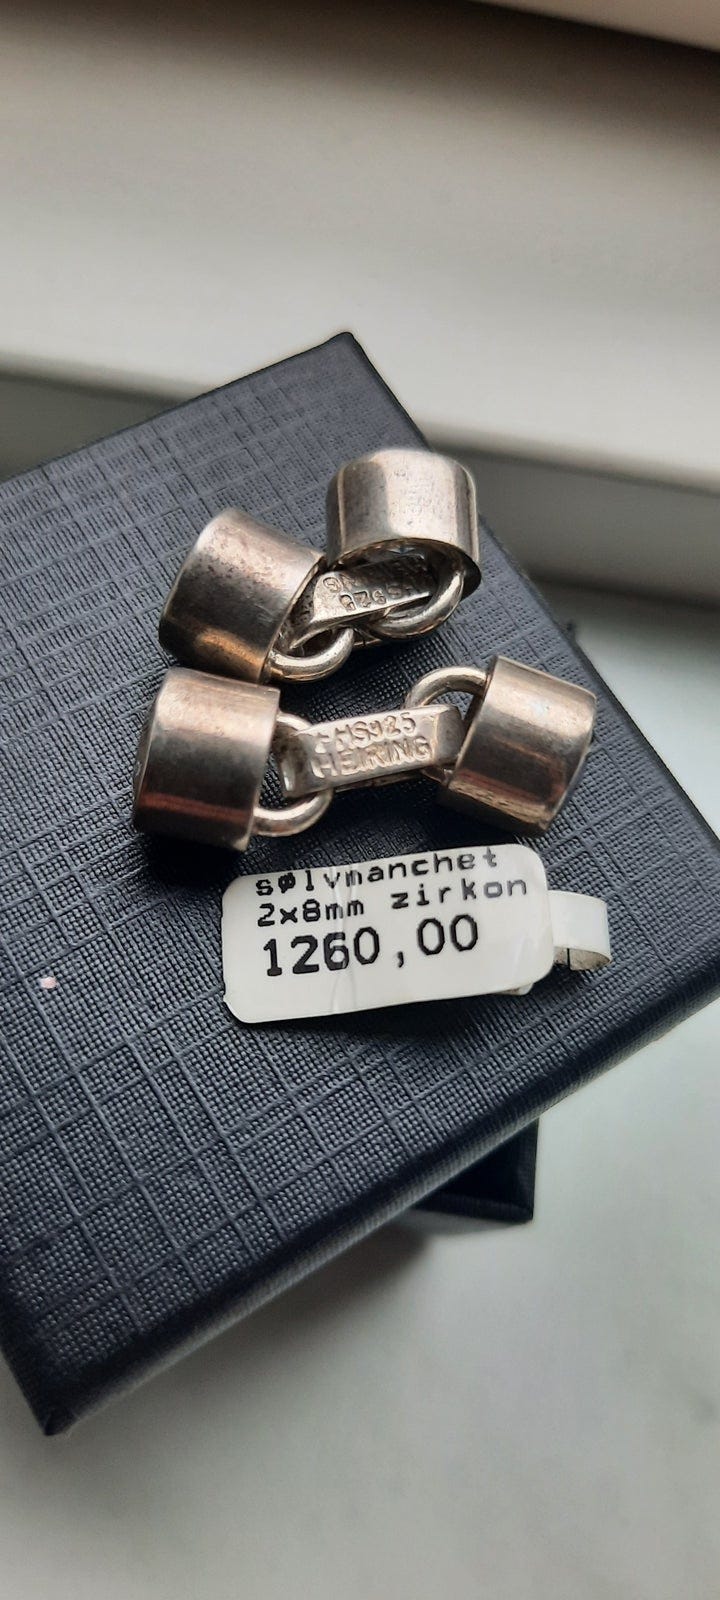 HS925
HEIRING
sølvmanchet
2x8mm zirkon
1260,00